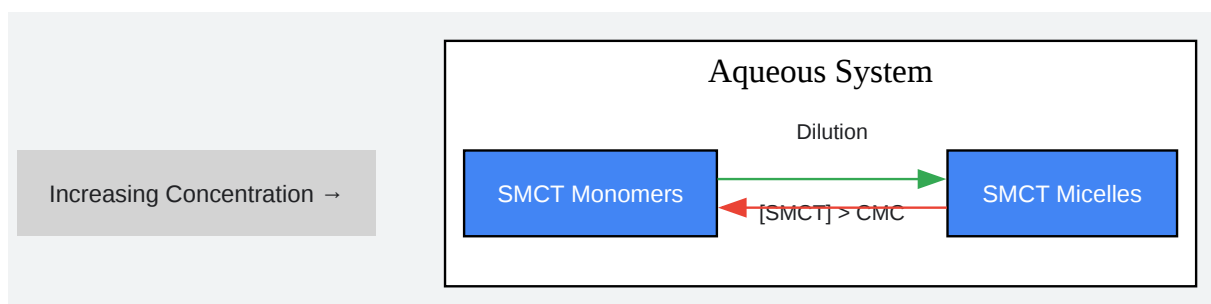 Aqueous System
Dilution
Increasing Concentration →
SMCT Monomers
SMCT Micelles
[SMCT] > CMC